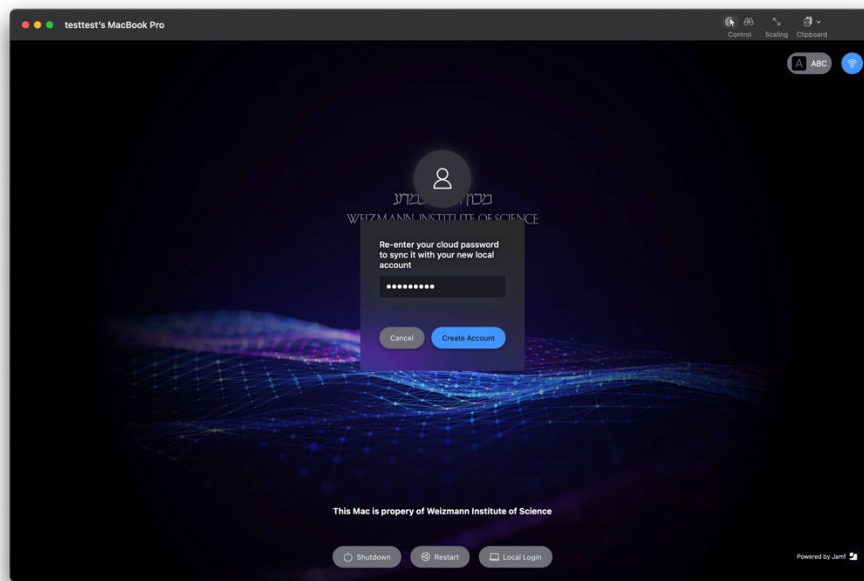 testtest's MacBook Pro
Control
Scaling
Clipboard
A ABC
WEIZMANN INSTITUTE OF SCIENCE
Re-enter your cloud password
to sync it with your new local
account
Cancel
Create Account
This Mac is propery of Weizmann Institute of Science
Shutdown
Restart
Local Login
Powered by Jamf